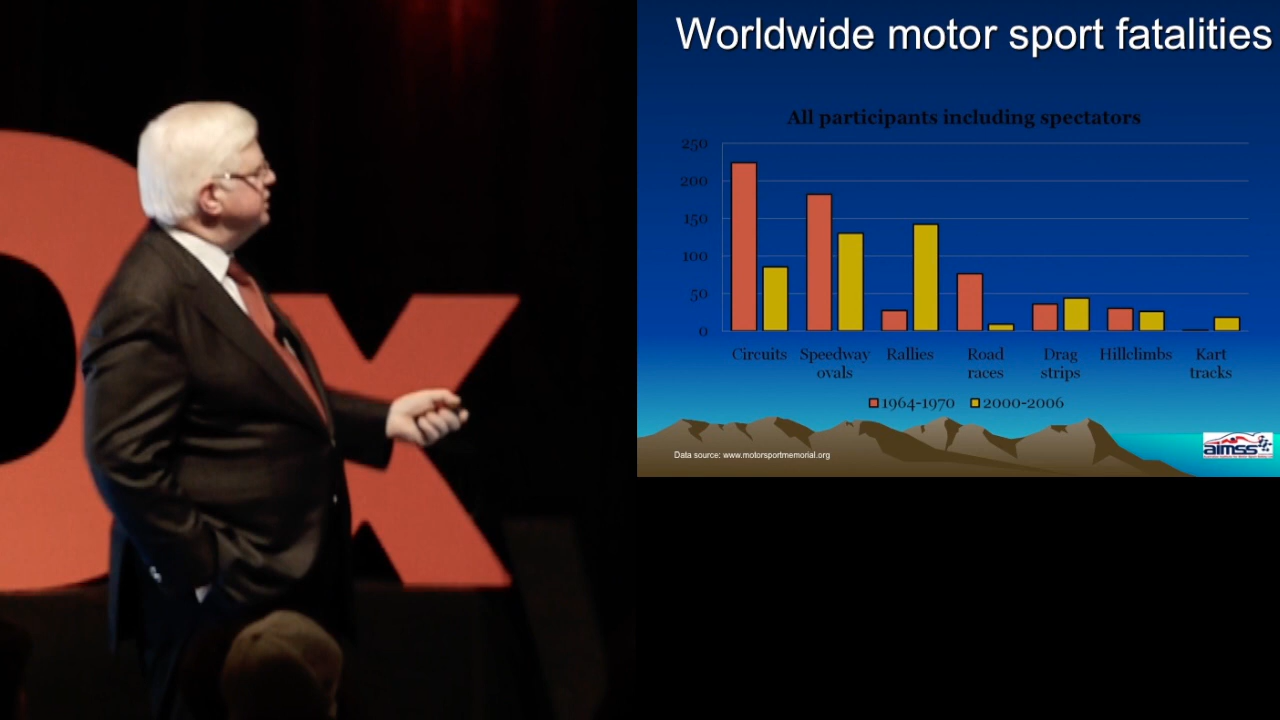 Worldwide motor sport fatalities
All participants including spectators
250
200
150
100
50
0
Circuits Speedway ovals Rallies Road races Drag strips Hillclimbs Kart tracks
1964-1970 2000-2006
Data source: www.motorsportmemorial.org
aimss
x